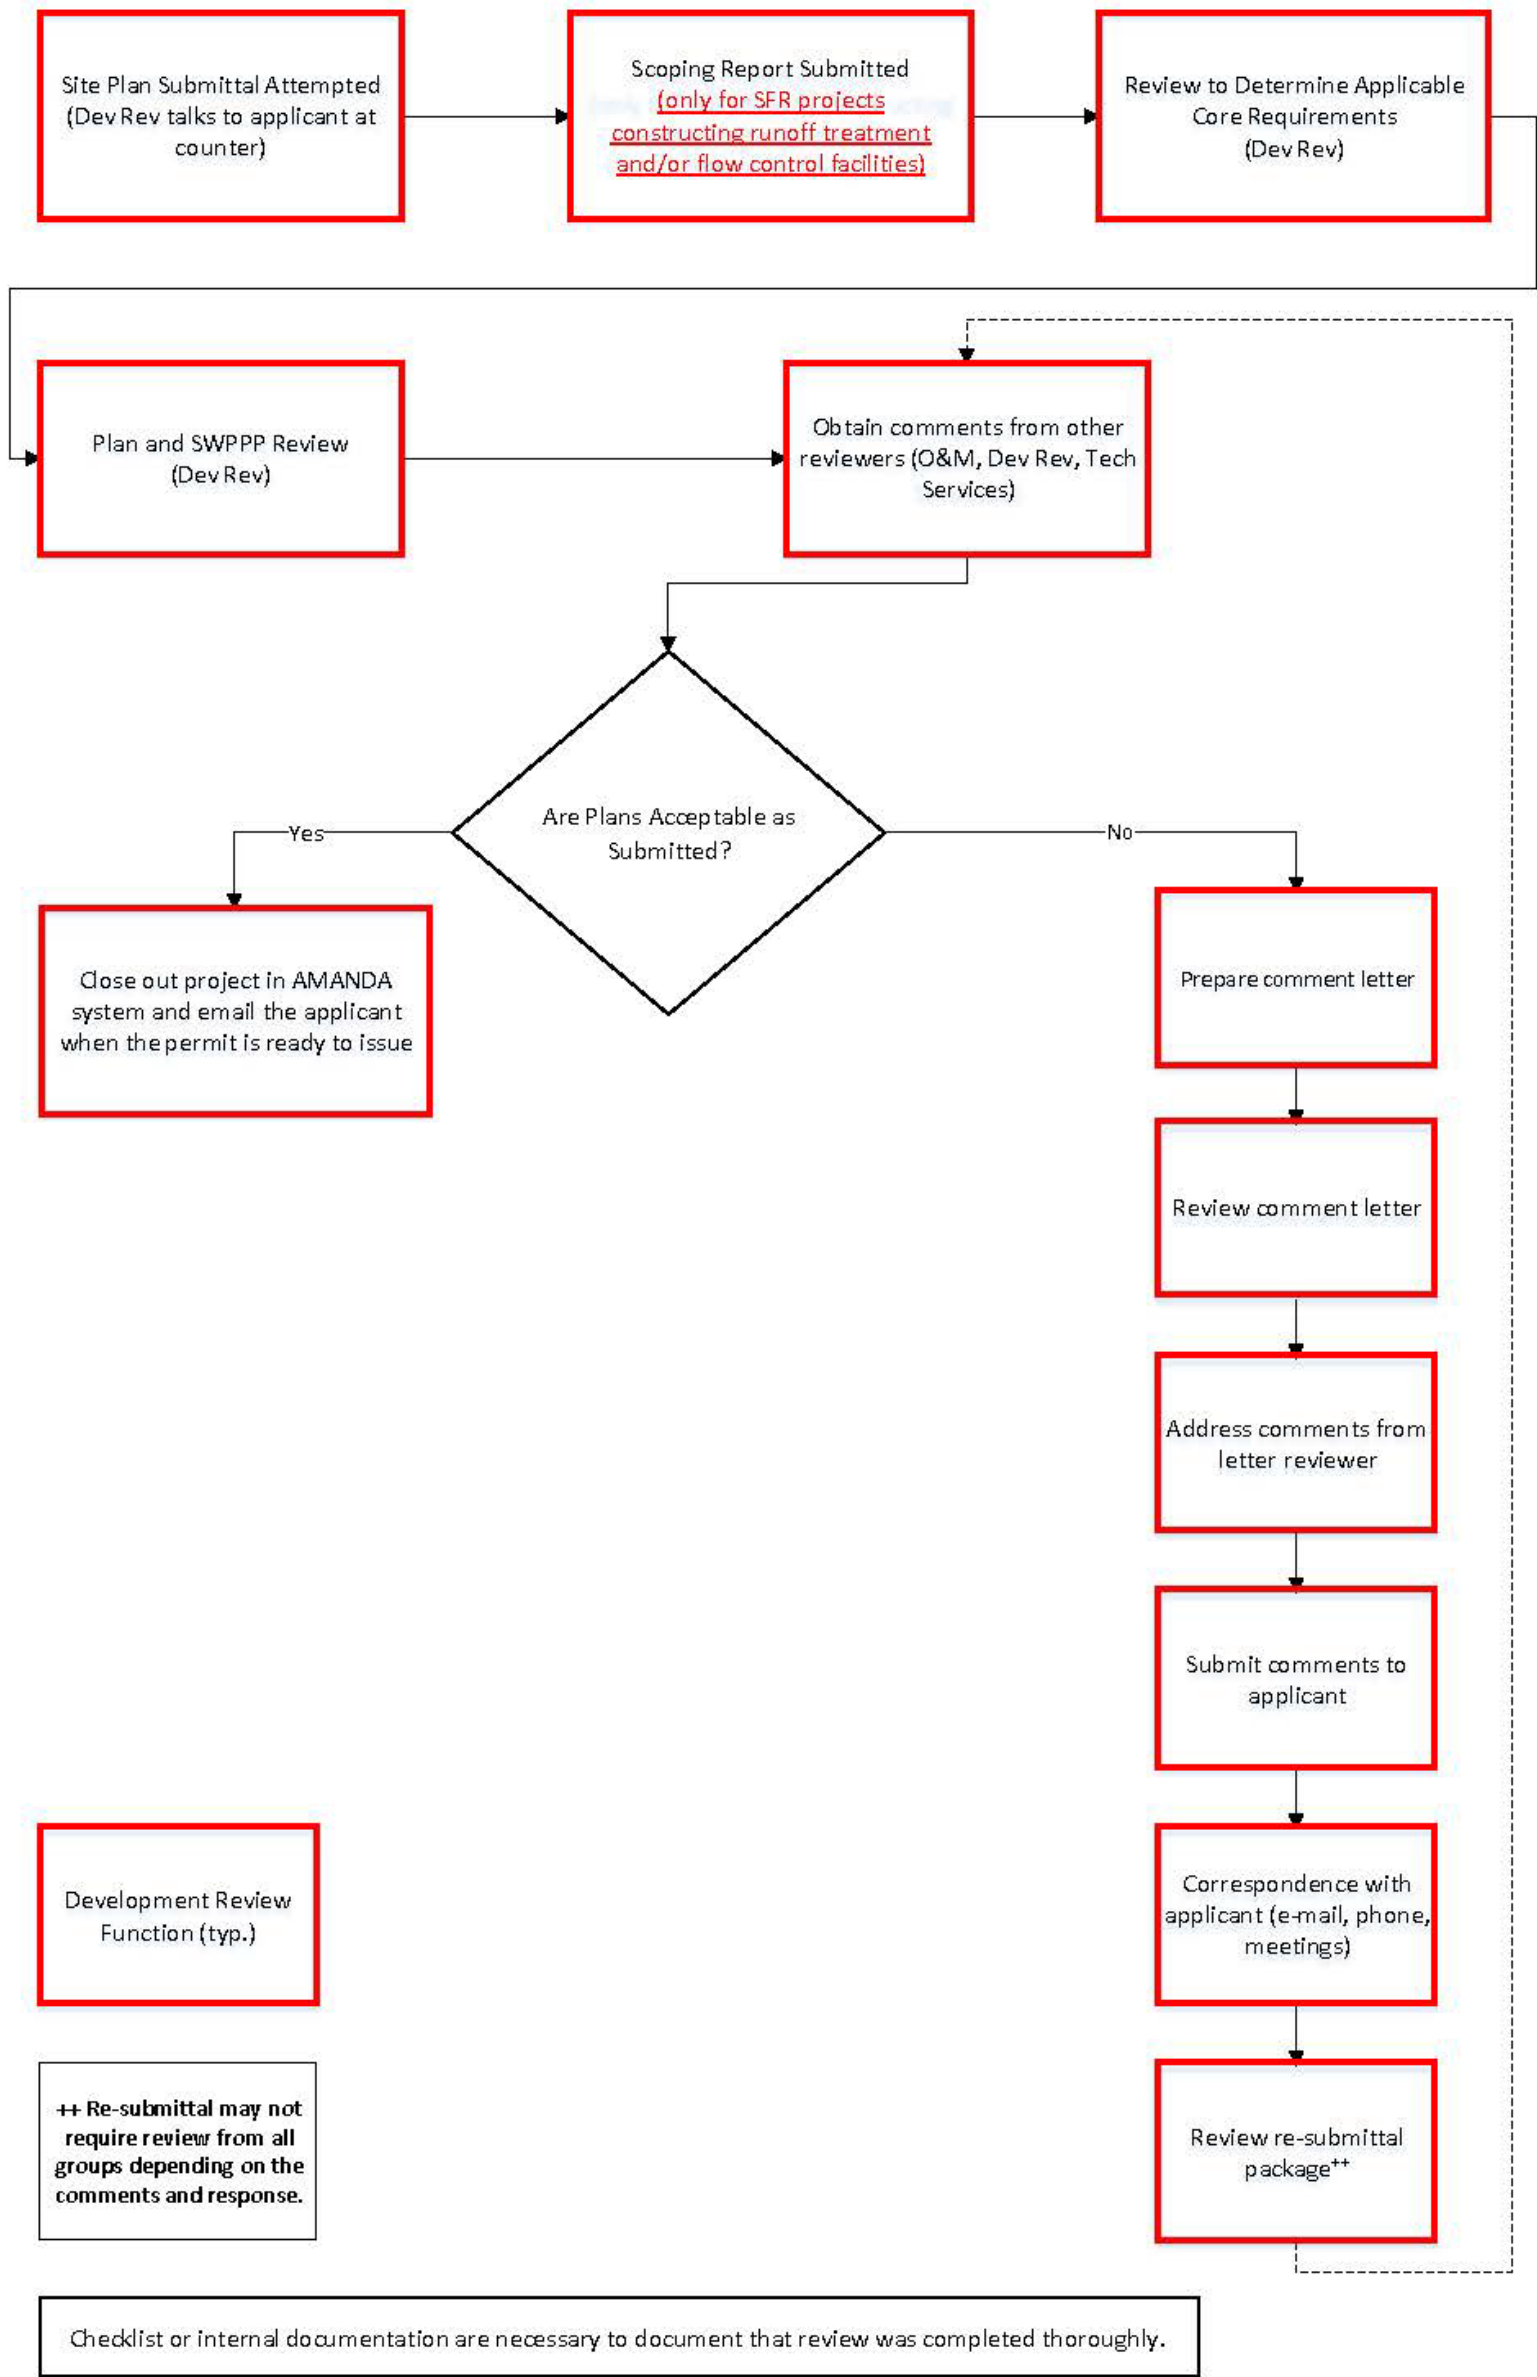 Site Plan Submittal Attempted
(Dev Rev talks to applicant at
counter)
Scoping Report Submitted
(only for SFR projects
constructing runoff treatment
and/or flow control facilities)
Review to Determine Applicable
Core Requirements
(Dev Rev)
Plan and SWPPP Review
(Dev Rev)
Obtain comments from other
reviewers (O&M, Dev Rev, Tech
Services)
Are Plans Acceptable as
Submitted?
Yes
No
Close out project in AMANDA
system and email the applicant
when the permit is ready to issue
Prepare comment letter
Review comment letter
Address comments from
letter reviewer
Submit comments to
applicant
Correspondence with
applicant (e-mail, phone,
meetings)
Development Review
Function (typ.)
Review re-submittal
package++
++ Re-submittal may not
require review from all
groups depending on the
comments and response.
Checklist or internal documentation are necessary to document that review was completed thoroughly.